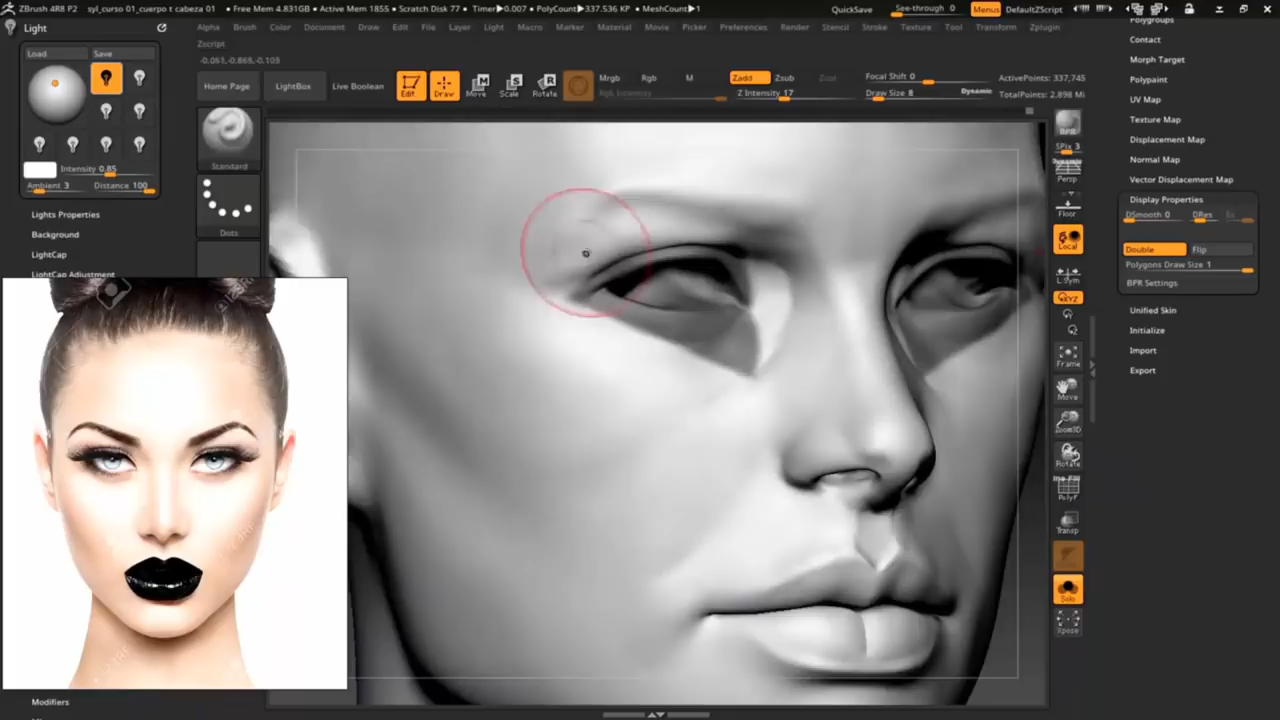 ZBrush 4R8 P2 syl_curso 01_cuerpo t cabeza 01 • Free Mem 4.831GB • Active Mem 1855 • Scratch Disk 77 • Timer▶0.007 • PolyCount▶337.536 KP • MeshCount▶1 QuickSave See-through 0 Menus DefaultZScript
Light
Alpha Brush Color Document Draw Edit File Layer Light Macro Marker Material Movie Picker Preferences Render Stencil Stroke Texture Tool Transform Zplugin
Zscript
Load Save
Home Page LightBox Live Boolean Edit Draw Move Scale Rotate
Mrgb Rgb M
Rgb Intensity
Zadd Zsub
Z Intensity 17
Focal Shift 0
Draw Size 8 Dynamic
ActivePoints: 337,745
TotalPoints: 2.898 Mi
Intensity 0.85
Ambient 3 Distance 100
Lights Properties
Background
LightCap
LightCap Adjustment
Modifiers
Standard
Dots
BPR
SPix 3
Dynamic
Persp
Floor
Local
L.Sym
XYZ
Frame
Move
Zoom3D
Rotate
PolyF
Transp
Solo
Xpose
Polygroups
Contact
Morph Target
Polypaint
UV Map
Texture Map
Displacement Map
Normal Map
Vector Displacement Map
Display Properties
DSmooth 0 DRes
Double Flip
Polygons Draw Size 1
BPR Settings
Unified Skin
Initialize
Import
Export